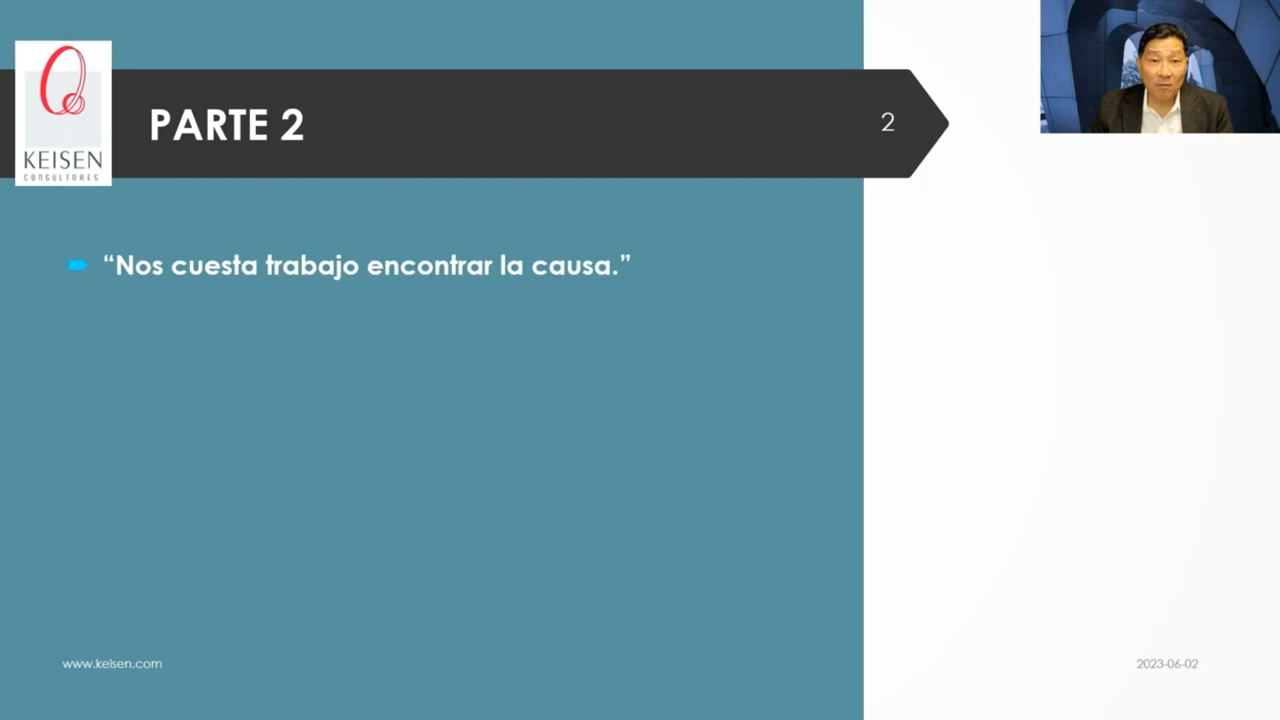 KEISEN
CONSULTORES
PARTE 2
2
“Nos cuesta trabajo encontrar la causa.”
www.keisen.com
2023-06-02